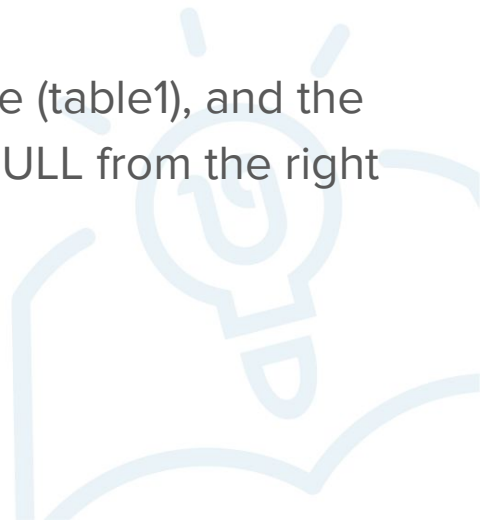 e (table1), and the
ULL from the right